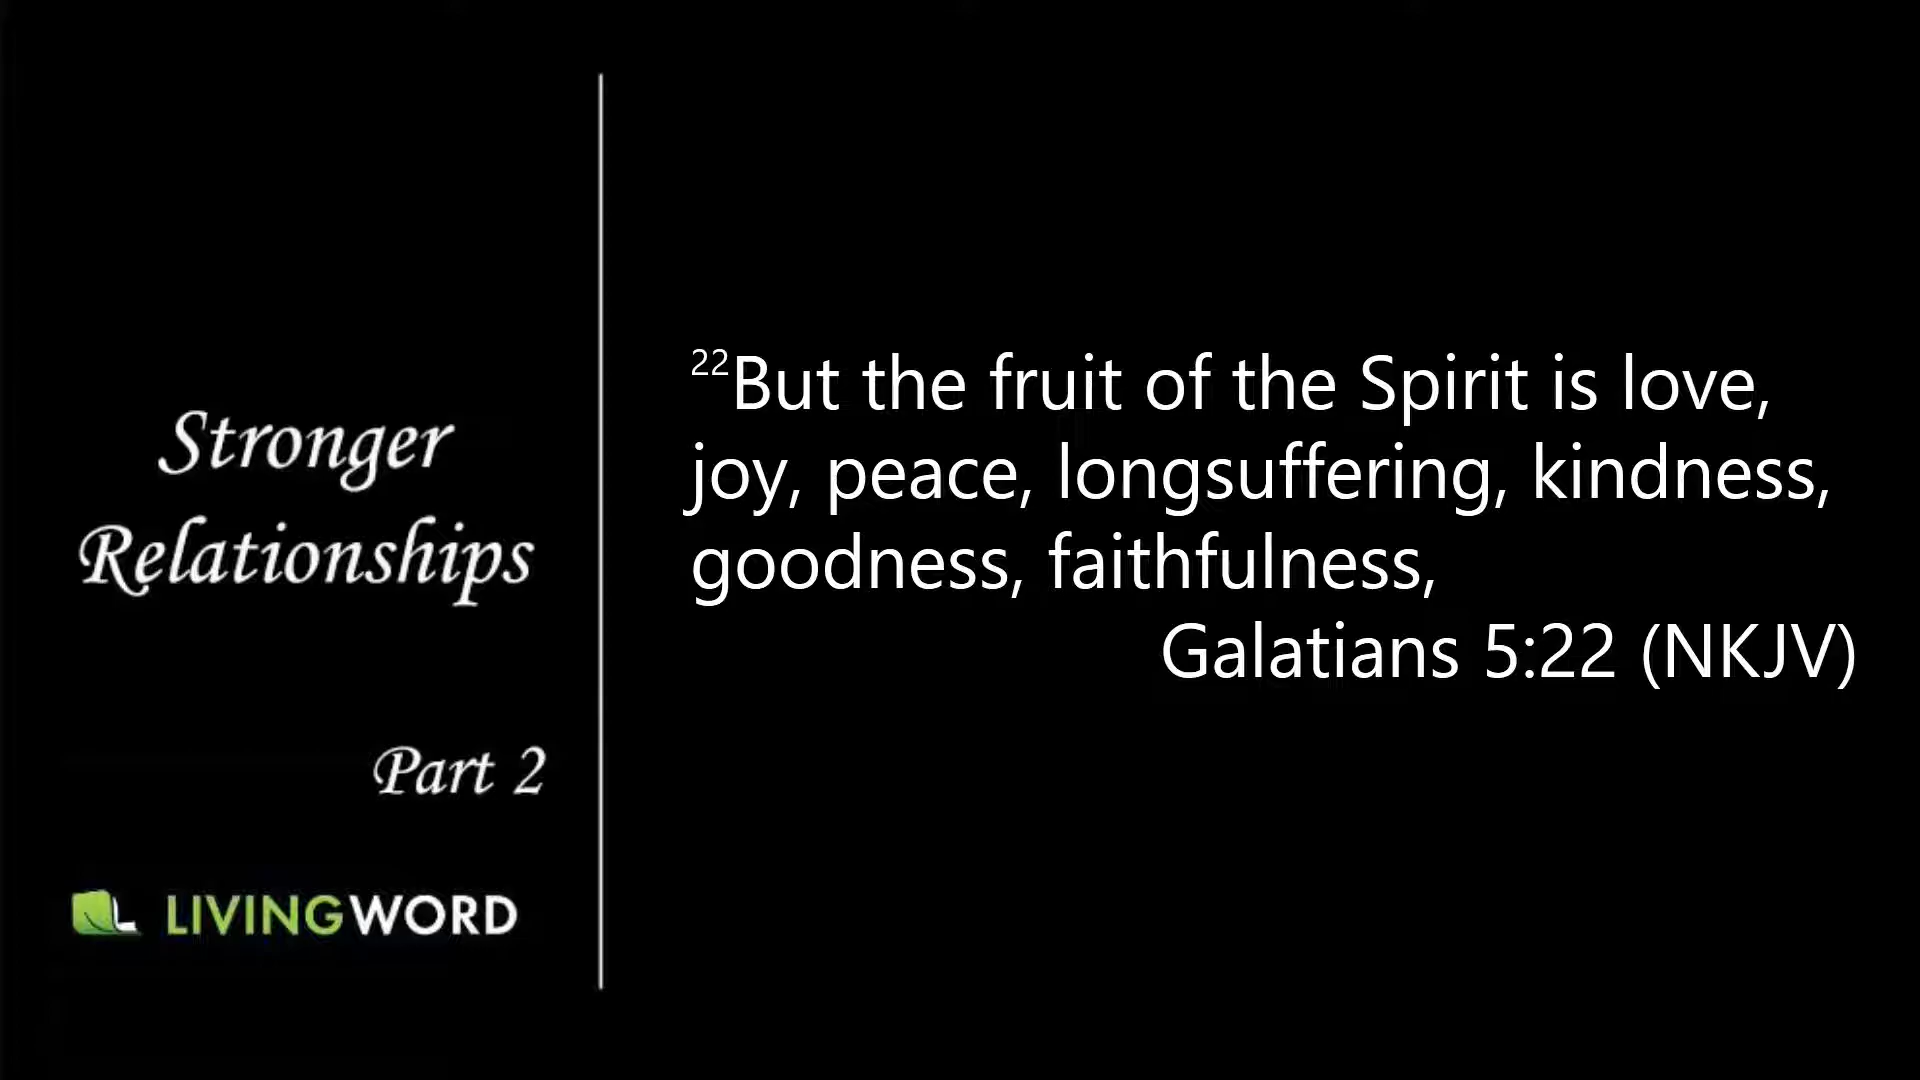 Stronger
Relationships
Part 2
LIVINGWORD
22But the fruit of the Spirit is love,
joy, peace, longsuffering, kindness,
goodness, faithfulness,
Galatians 5:22 (NKJV)